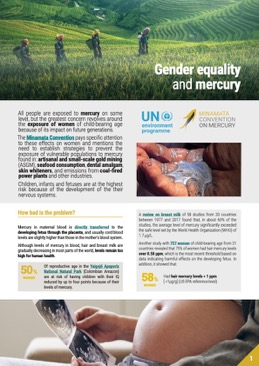 Gender equality
and mercury
All people are exposed to mercury on some
level, but the greatest concern revolves around
the exposure of women of child-bearing age
because of its impact on future generations.
The Minamata Convention pays specific attention
to these effects on women and mentions the
need to establish strategies to prevent the
exposure of vulnerable populations to mercury
found in artisanal and small-scale gold mining
(ASGM), seafood consumption, dental amalgam,
skin whiteners, and emissions from coal-fired
power plants and other industries.
Children, infants and fetuses are at the highest
risk because of the development of the their
nervous systems.
UN
environment
programme
MINAMATA
CONVENTION
ON MERCURY
How bad is the problem?
Mercury in maternal blood is directly transferred to the
developing fetus through the placenta, and usually cord blood
levels are slightly higher than those in the mother's blood system.
Although levels of mercury in blood, hair and breast milk are
gradually decreasing in most parts of the world, levels remain too
high for human health.
50%
Of reproductive age in the Yaigojé Apaporis
National Natural Park (Colombian Amazon)
are at risk of having children with their IQ
reduced by up to four points because of their
levels of mercury.
A review on breast milk of
studies from
countries
between
and 2017 found that, in about 60% of the
studies, the average level of mercury significantly exceeded
the safe level set by the World Health Organization (WHO) of
1.7 µg/L.
Another study with 757 women of child-bearing age from 21
countries revealed that
of women had hair mercury levels
over 0.58 ppm, which is the most recent threshold based on
data indicating harmful effects on the developing fetus. In
addition, it showed that:
58%
Had hair mercury levels > 1 ppm
(US EPA reference level)
1